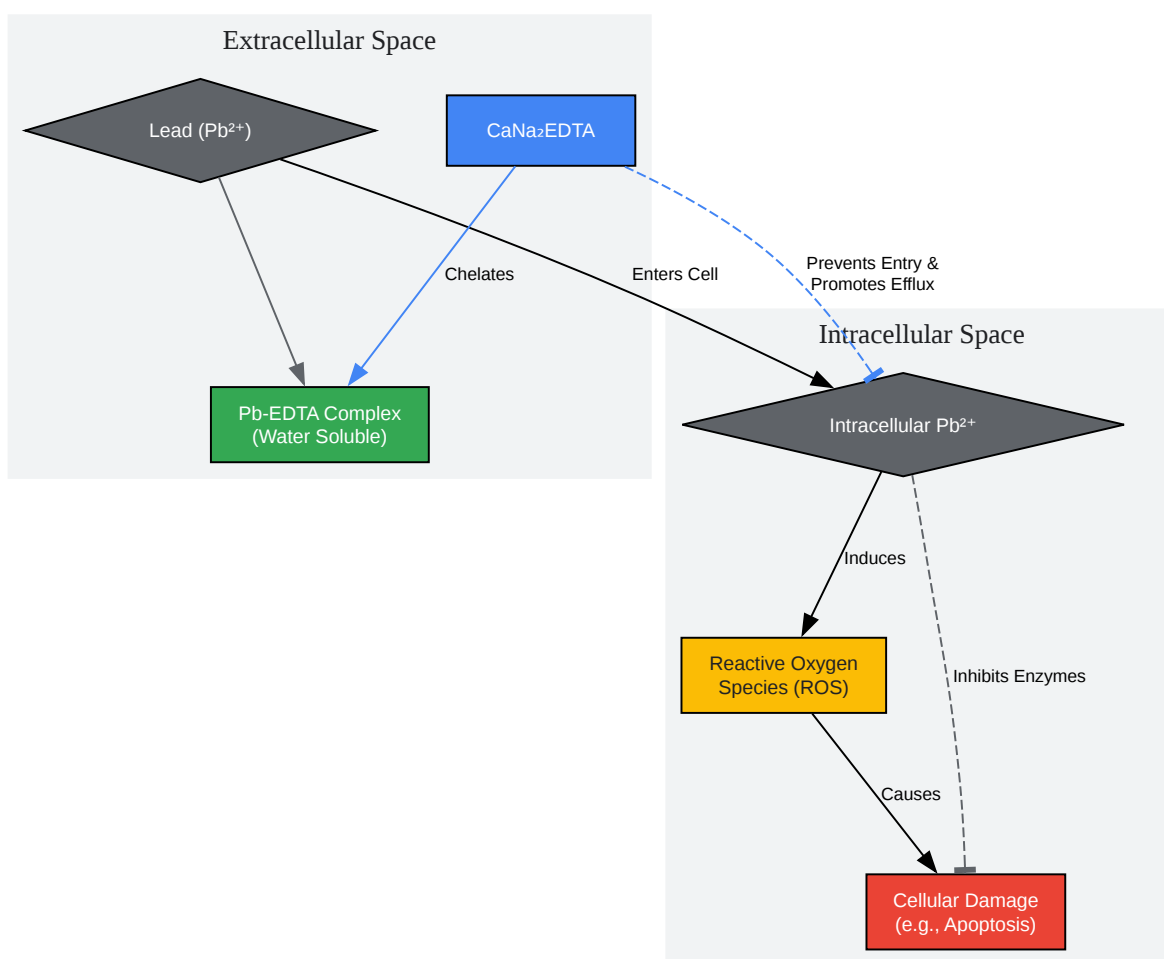 Extracellular Space
Lead (Pb²⁺)
CaNa₂EDTA
Chelates
Enters Cell
Prevents Entry &
Promotes Efflux
Intracellular Space
Pb-EDTA Complex
(Water Soluble)
Intracellular Pb²⁺
Induces
Reactive Oxygen
Species (ROS)
Inhibits Enzymes
Causes
Cellular Damage
(e.g., Apoptosis)